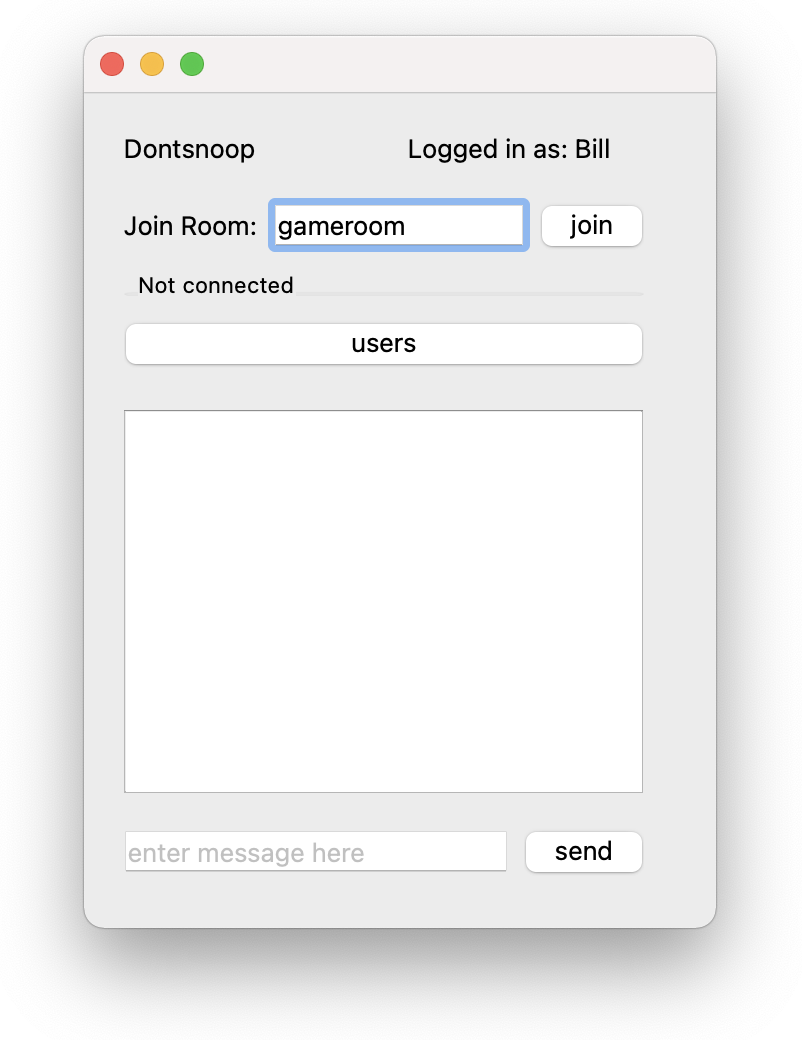 Dontsnoop Logged in as: Bill
Join Room: gameroom join
Not connected
users
enter message here send